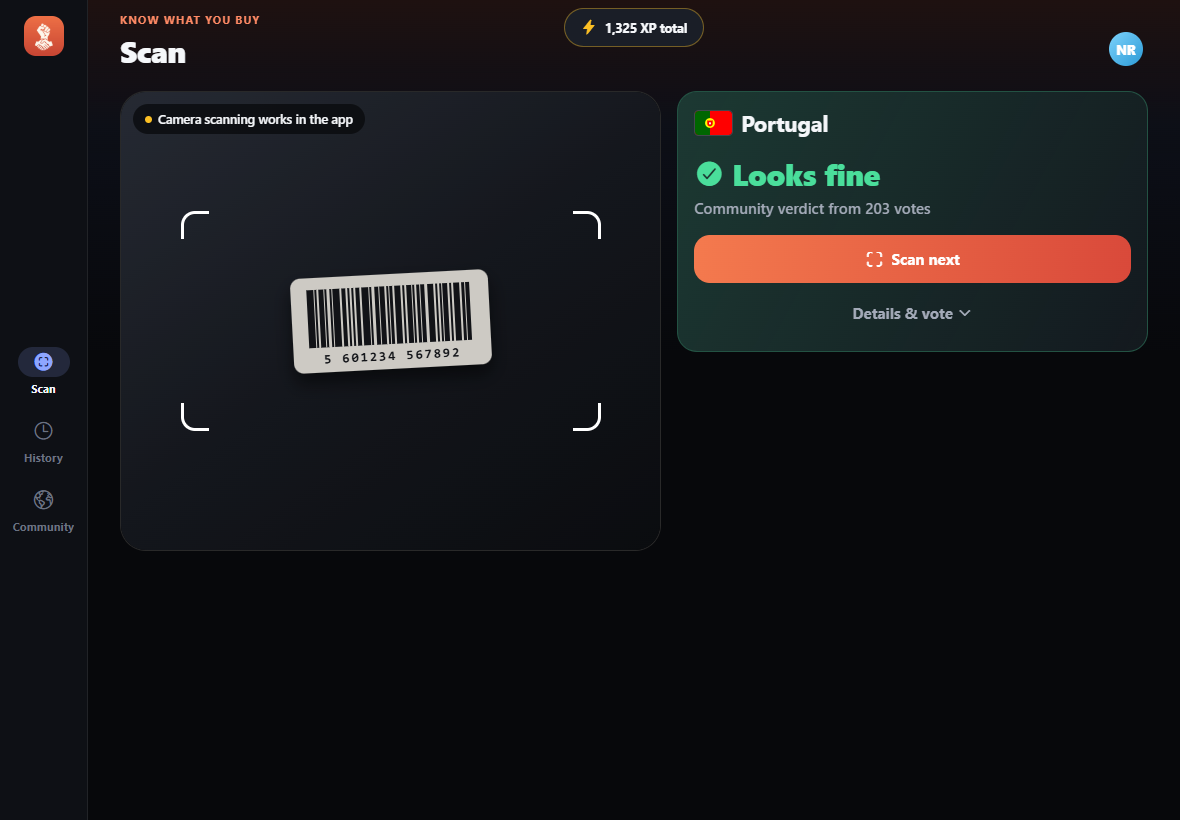 KNOW WHAT YOU BUY
Scan
1,325 XP total
NR
Camera scanning works in the app
5 601234 567892
Portugal
Looks fine
Community verdict from 203 votes
Scan next
Details & vote
Scan
History
Community